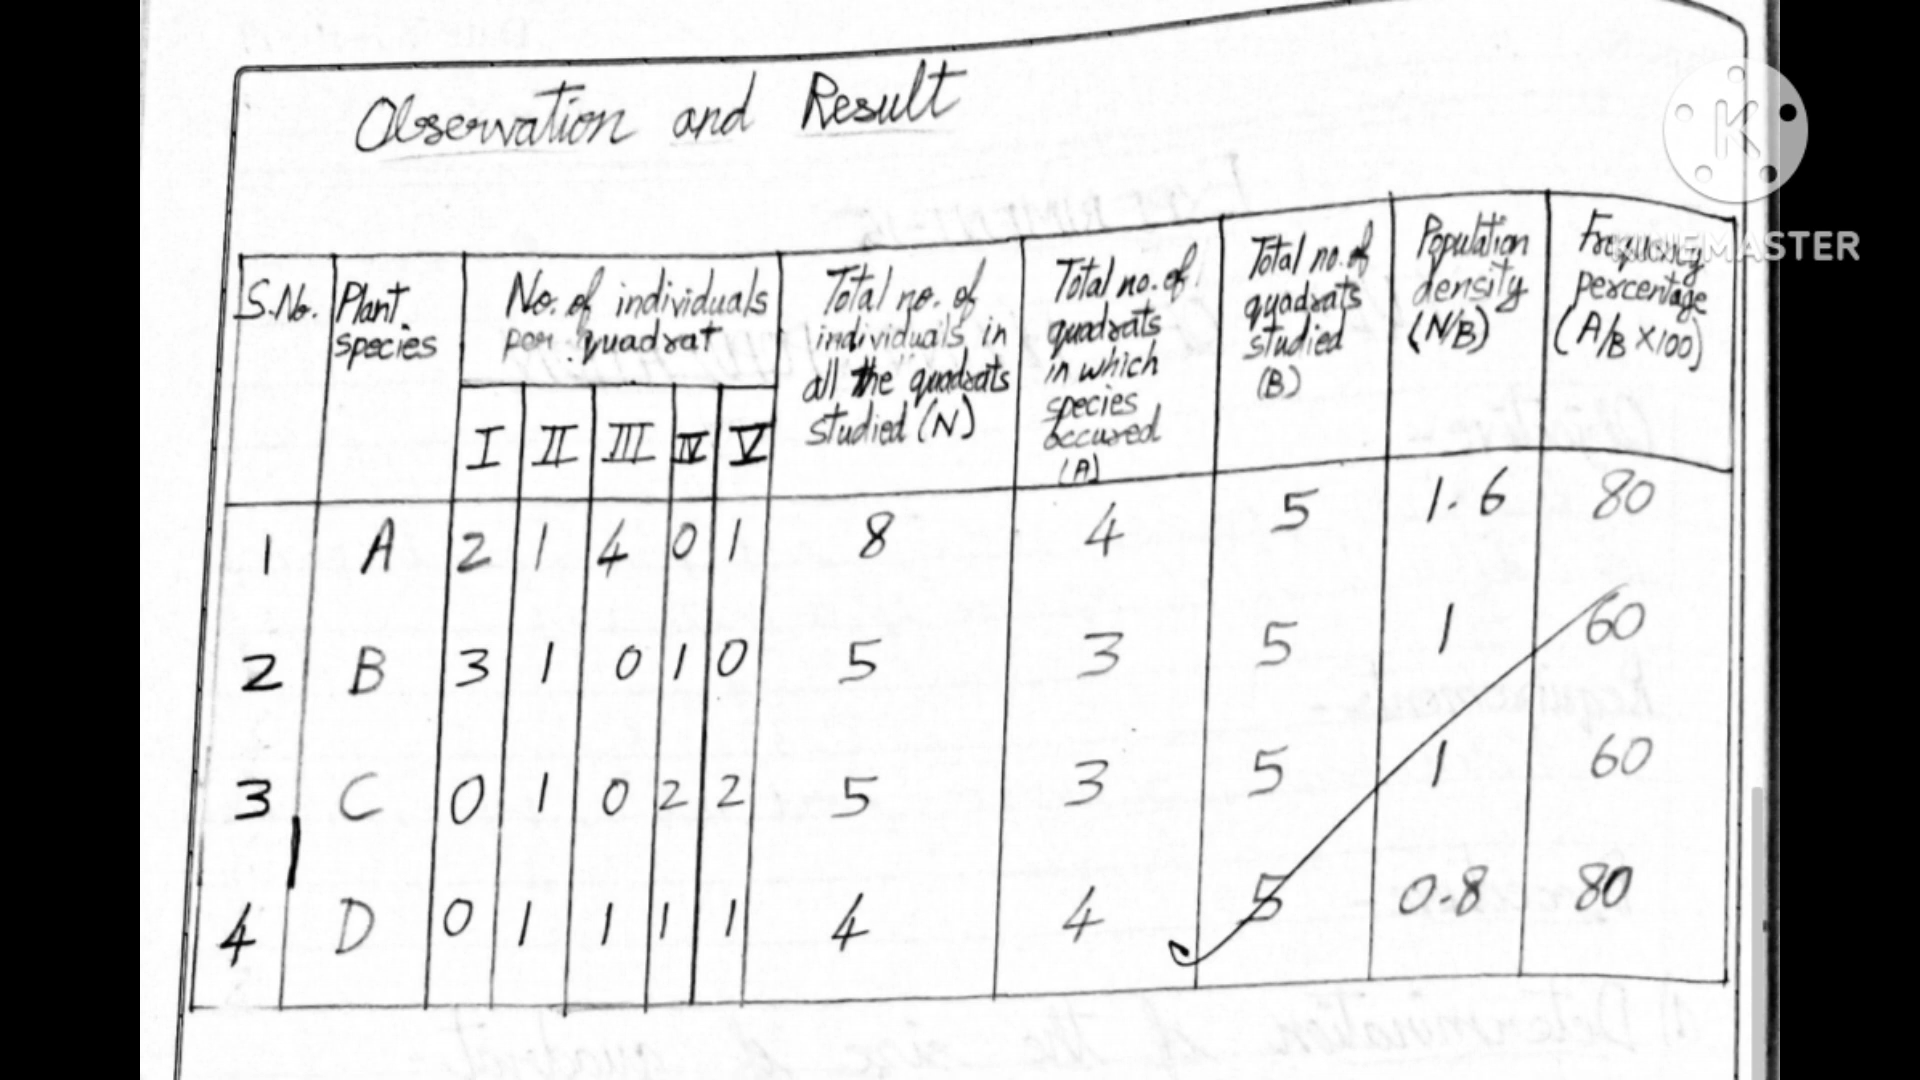 Observation and Result
S.No.
Plant
species
No. of individuals
per quadrat
I II III IV V
Total no. of
individuals in
all the quadrats
studied (N)
Total no. of
quadrats
in which
species
occured
(A)
Total no. of
quadrats
studied
(B)
Population
density
(N/B)
Frequency
percentage
(A/B ×100)
1 A 2 1 4 0 1 8 4 5 1.6 80
2 B 3 1 0 1 0 5 3 5 1 60
3 C 0 1 0 2 2 5 3 5 1 60
4 D 0 1 1 1 1 4 4 5 0.8 80
K
KINEMASTER